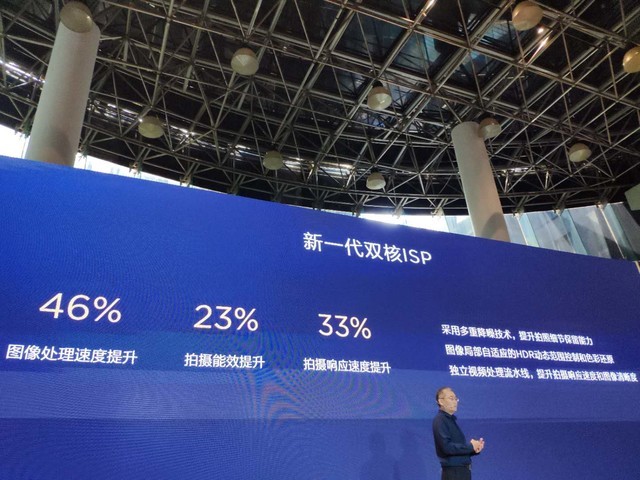 新一代双核ISP
46%
图像处理速度提升
23%
拍摄能效提升
33%
拍摄响应速度提升
采用多重降噪技术，提升拍照细节保留能力
图像局部自适应的HDR动态范围控制和色彩还原
独立视频处理流水线，提升拍摄响应速度和图像清晰度